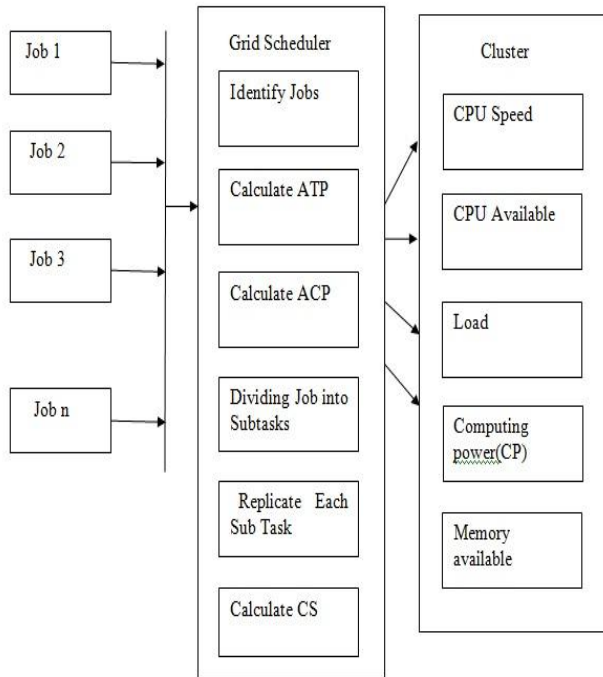 Job 1
Job 2
Job 3
Job n
Grid Scheduler
Identify Jobs
Calculate ATP
Calculate ACP
Dividing Job into
Subtasks
Replicate Each
Sub Task
Calculate CS
Cluster
CPU Speed
CPU Available
Load
Computing
power(CP)
Memory
available